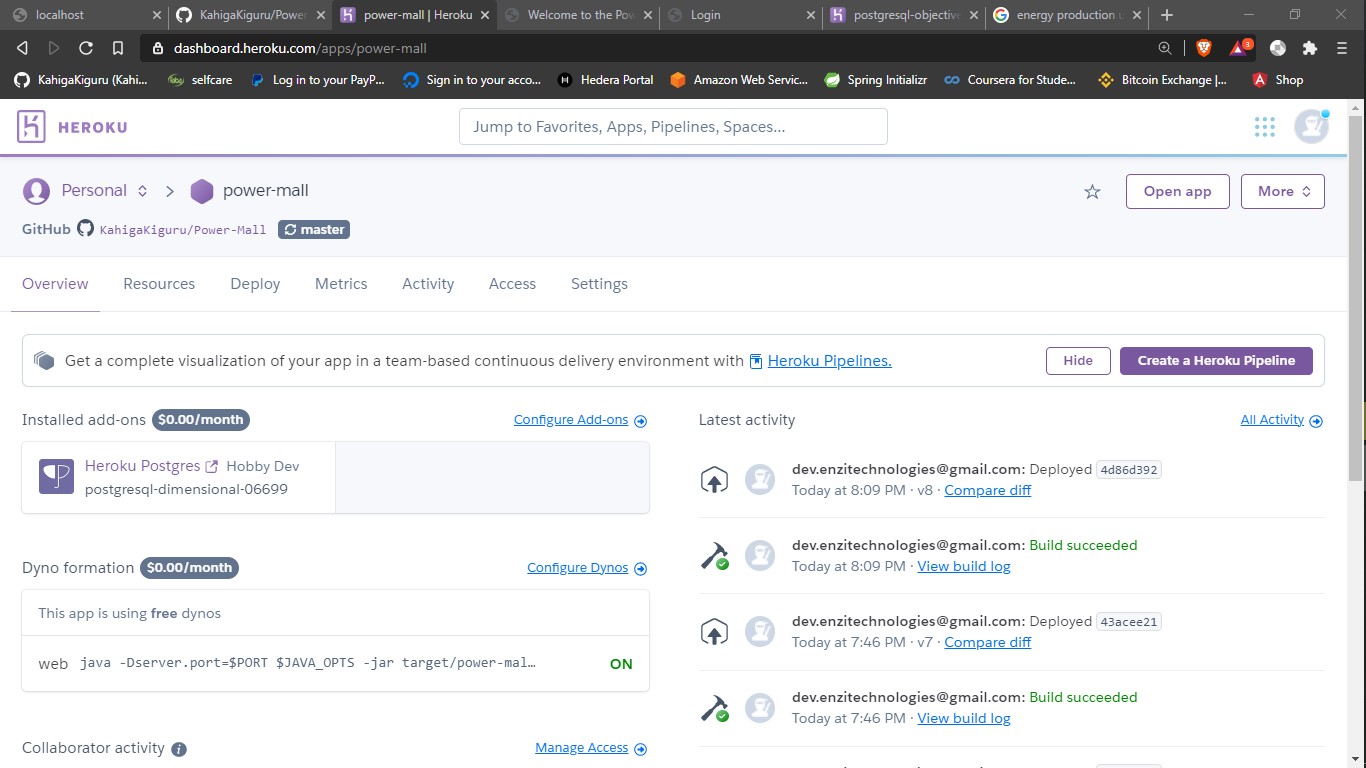 localhost
KahigaKiguru/Power
power-mall | Heroku
Welcome to the Pow
Login
postgresql-objective
energy production u
dashboard.heroku.com/apps/power-mall
3
KahigaKiguru (Kahi...
selfcare
Log in to your PayP...
Sign in to your acco...
Hedera Portal
Amazon Web Servic...
Spring Initializr
Coursera for Stude...
Bitcoin Exchange |...
Shop
HEROKU
Jump to Favorites, Apps, Pipelines, Spaces...
Personal > power-mall
Open app
More
GitHub KahigaKiguru/Power-Mall master
Overview
Resources
Deploy
Metrics
Activity
Access
Settings
Get a complete visualization of your app in a team-based continuous delivery environment with Heroku Pipelines.
Hide
Create a Heroku Pipeline
Installed add-ons $0.00/month
Configure Add-ons
Heroku Postgres Hobby Dev
postgresql-dimensional-06699
Dyno formation $0.00/month
Configure Dynos
This app is using free dynos
web java -Dserver.port=$PORT $JAVA_OPTS -jar target/power-mal… ON
Collaborator activity
Manage Access
Latest activity
All Activity
dev.enzitechnologies@gmail.com: Deployed 4d86d392
Today at 8:09 PM · v8 · Compare diff
dev.enzitechnologies@gmail.com: Build succeeded
Today at 8:09 PM · View build log
dev.enzitechnologies@gmail.com: Deployed 43acee21
Today at 7:46 PM · v7 · Compare diff
dev.enzitechnologies@gmail.com: Build succeeded
Today at 7:46 PM · View build log